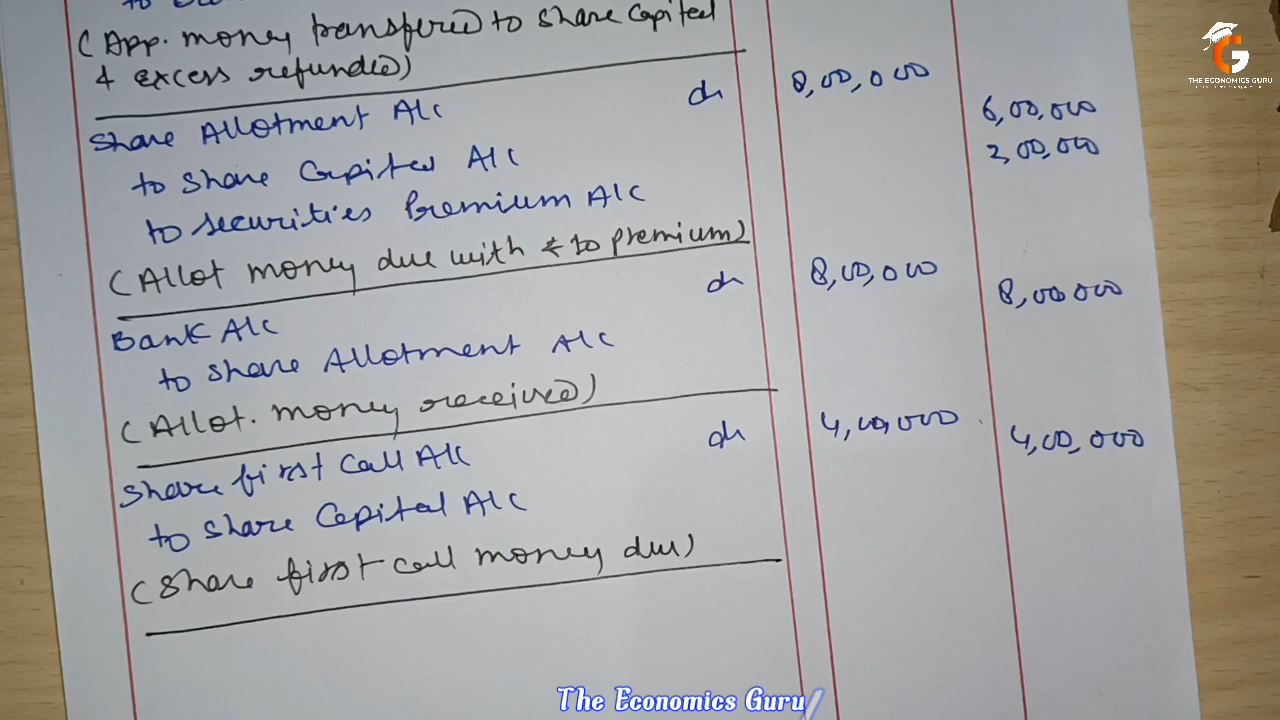 (App. money transfered to share Capital
& excess refunded)
Share Allotment A/c dr 8,00,000
to share Capital A/c 6,00,000
to securities Premium A/c 2,00,000
(Allot money due with & to premium)
Bank A/c dr 8,00,000
to share Allotment A/c 8,00,000
(Allot. money received)
Share first Call A/c dr 4,00,000
to share Capital A/c 4,00,000
(Share first call money due)
THE ECONOMICS GURU
The Economics Guru